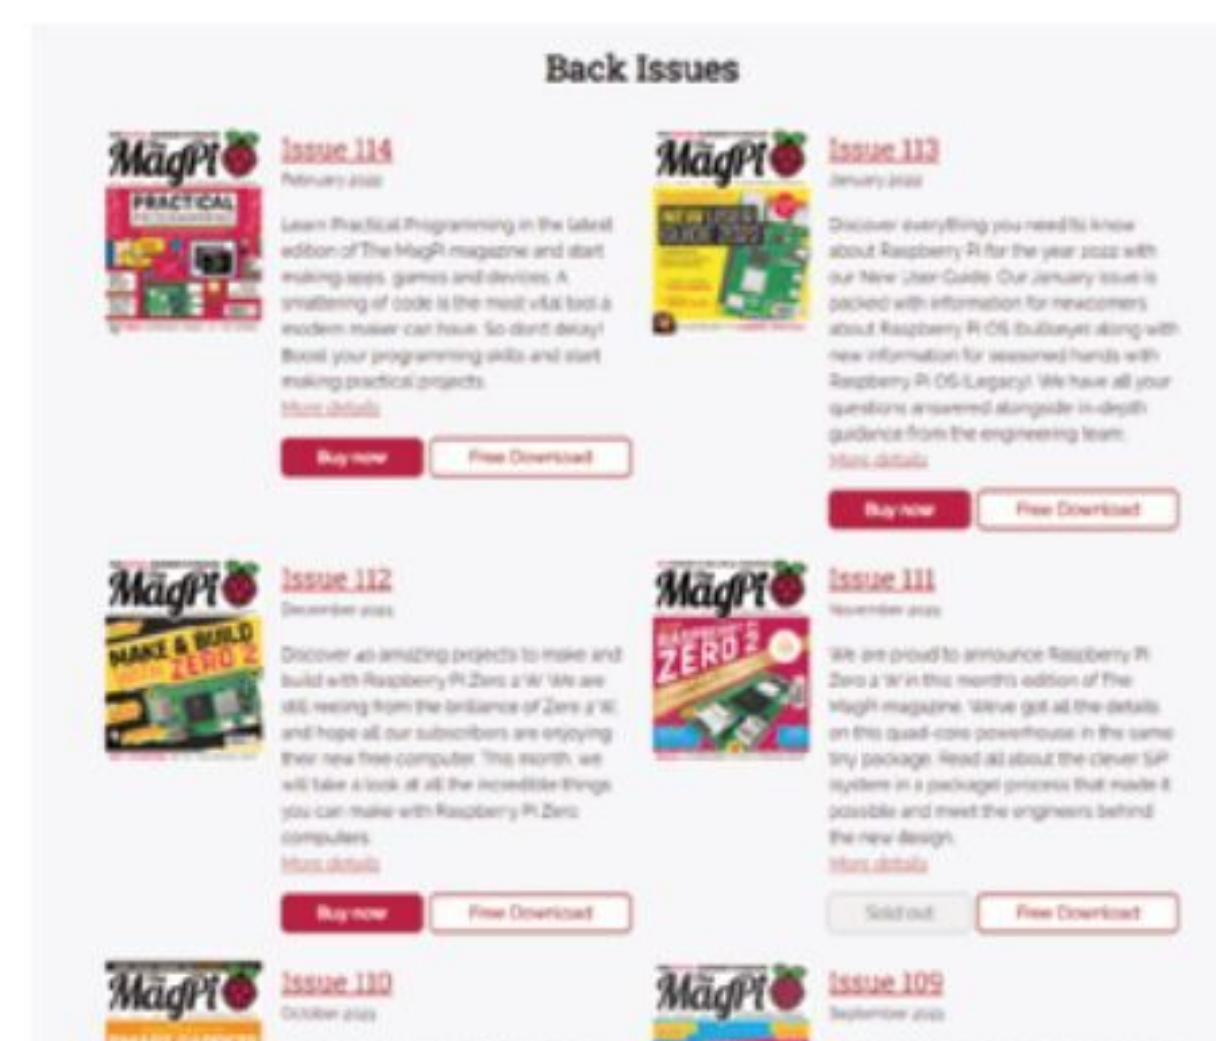 Back Issues
MagPi
PRACTICAL
Issue 114
February 2022
Learn Practical Programming in the latest
edition of The MagPi magazine and start
making apps, games and devices. A
smattering of code is the most vital tool a
modern maker can have. So don't delay!
Boost your programming skills and start
making practical projects.
More details
Buy now
Free Download
MagPi
NEW USER
GUIDE 2022
Issue 113
January 2022
Discover everything you need to know
about Raspberry Pi for the year 2022 with
our New User Guide. Our January issue is
packed with information for newcomers
about Raspberry Pi OS (bullseye) along with
new information for seasoned hands with
Raspberry Pi OS (Legacy). We have all your
questions answered alongside in-depth
guidance from the engineering team.
More details
Buy now
Free Download
MagPi
MAKE & BUILD
WITH ZERO 2
Issue 112
December 2021
Discover 40 amazing projects to make and
build with Raspberry Pi Zero 2 W. We are
still reeling from the brilliance of Zero 2 W,
and hope all our subscribers are enjoying
their new free computer. This month, we
will take a look at all the incredible things
you can make with Raspberry Pi Zero
computers.
More details
Buy now
Free Download
MagPi
RASPBERRY PI
ZERO 2
Issue 111
November 2021
We are proud to announce Raspberry Pi
Zero 2 W in this month's edition of The
MagPi magazine. We've got all the details
on this quad-core powerhouse in the same
tiny package. Read all about the clever SiP
(system in a package) process that made it
possible and meet the engineers behind
the new design.
More details
Sold out
Free Download
MagPi
Issue 110
October 2021
MagPi
Issue 109
September 2021